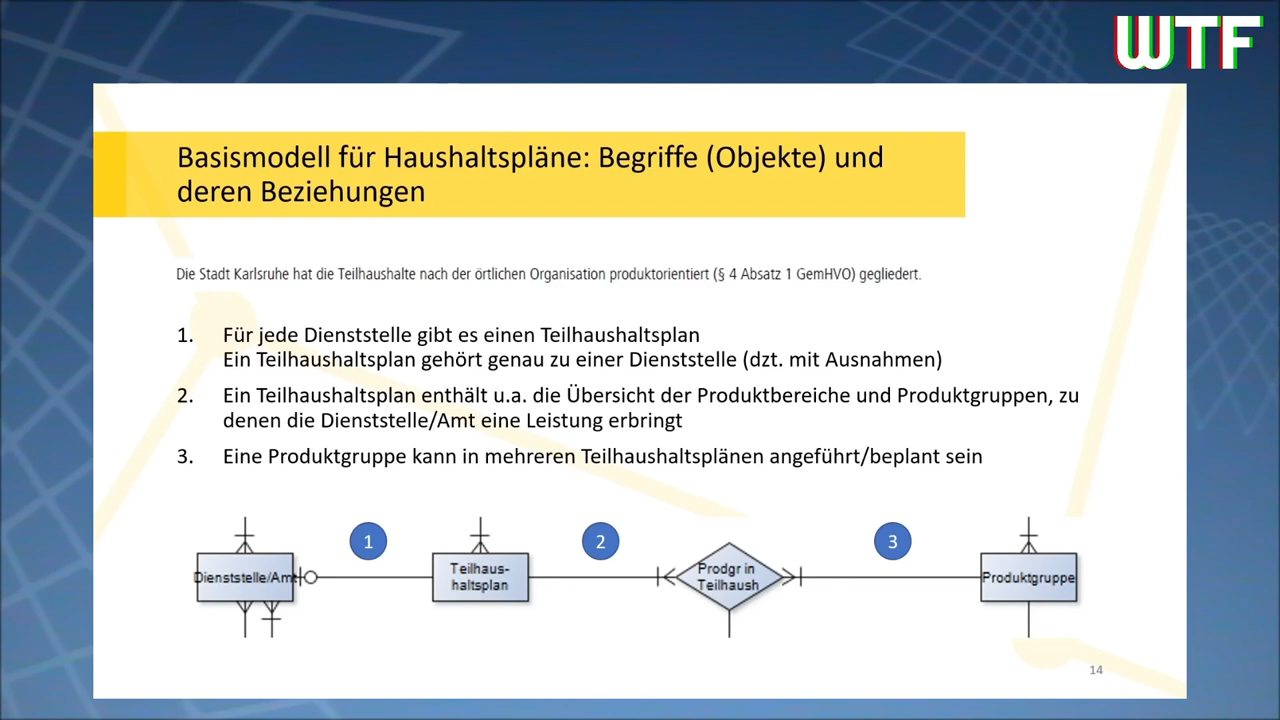 WTF
Basismodell für Haushaltspläne: Begriffe (Objekte) und
deren Beziehungen
Die Stadt Karlsruhe hat die Teilhaushalte nach der örtlichen Organisation produktorientiert (§ 4 Absatz 1 GemHVO) gegliedert.
1. Für jede Dienststelle gibt es einen Teilhaushaltsplan
Ein Teilhaushaltsplan gehört genau zu einer Dienststelle (dzt. mit Ausnahmen)
2. Ein Teilhaushaltsplan enthält u.a. die Übersicht der Produktbereiche und Produktgruppen, zu
denen die Dienststelle/Amt eine Leistung erbringt
3. Eine Produktgruppe kann in mehreren Teilhaushaltsplänen angeführt/beplant sein
1
2
3
Dienststelle/Amt
Teilhaus-
haltsplan
Prodgr in
Teilhaush
Produktgruppe
14